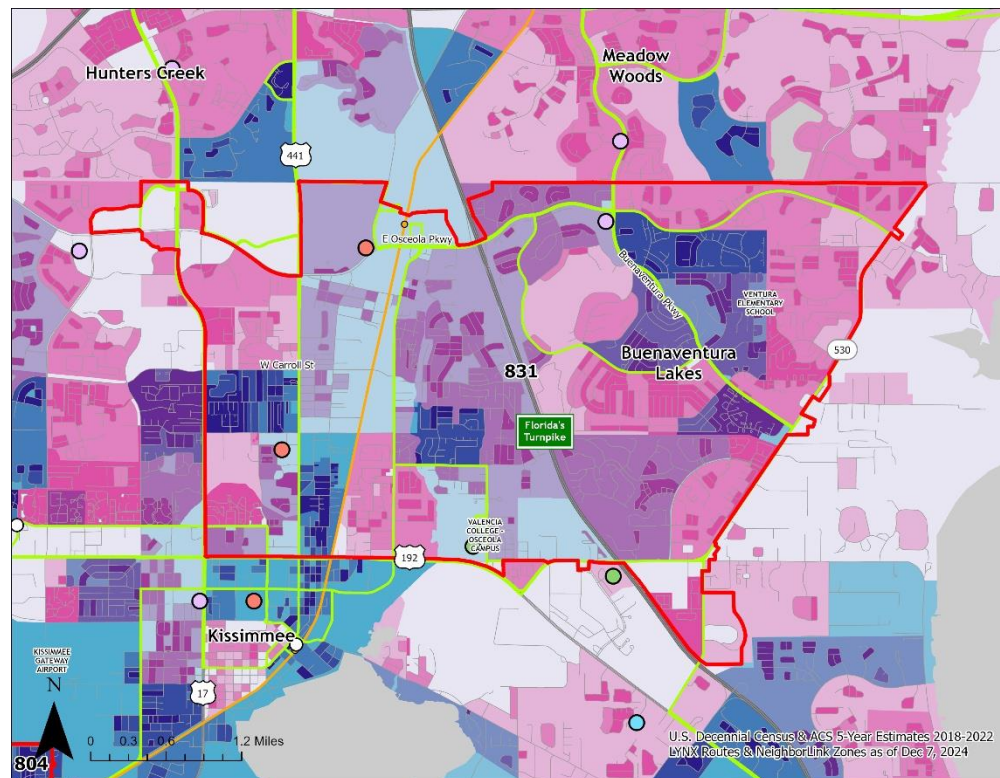 Hunters Creek
Meadow
Woods
441
E Osceola Pkwy
Buenaventura Pkwy
VENTURA
ELEMENTARY
SCHOOL
530
Buenaventura
Lakes
W Carroll St
831
Florida's
Turnpike
VALENCIA
COLLEGE -
OSCEOLA
CAMPUS
192
Kissimmee
KISSIMMEE
GATEWAY
AIRPORT
N
17
0 0.3 0.6 1.2 Miles
804
U.S. Decennial Census & ACS 5-Year Estimates 2018-2022
LYNX Routes & NeighborLink Zones as of Dec 7, 2024